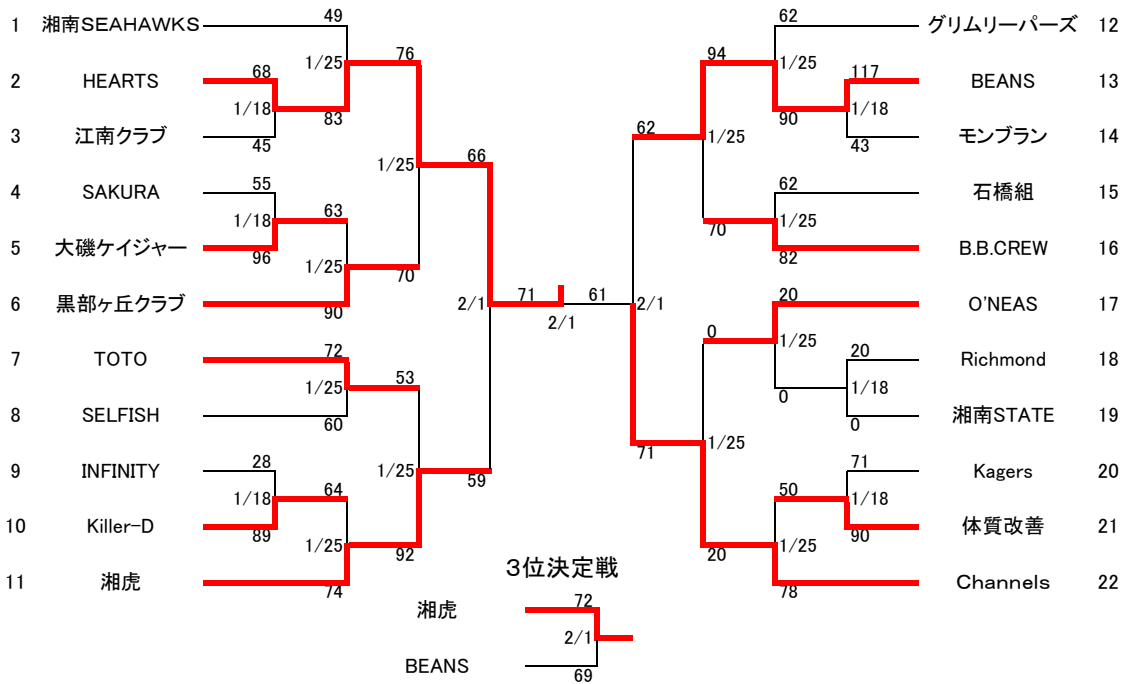 1 湘南SEAHAWKS 49 62 グリムリーパーズ 12
1/25 76 94 1/25
2 HEARTS 68 117 BEANS 13
1/18 83 90 1/18
3 江南クラブ 45 62 1/25 43 モンブラン 14
1/25 66
4 SAKURA 55 62 石橋組 15
1/18 63 70 1/25
5 大磯ケイジャー 96 82 B.B.CREW 16
1/25 70
6 黒部ヶ丘クラブ 90 2/1 71 2/1 61 2/1 20 O'NEAS 17
0 1/25
7 TOTO 72 20 Richmond 18
1/25 53 0 1/18
8 SELFISH 60 0 湘南STATE 19
71 1/25
9 INFINITY 28 1/25 59 71 Kagers 20
1/18 64 50 1/18
10 Killer-D 89 90 体質改善 21
1/25 92 20 1/25
11 湘虎 74 78 Channels 22
3位決定戦
湘虎 72
2/1
BEANS 69